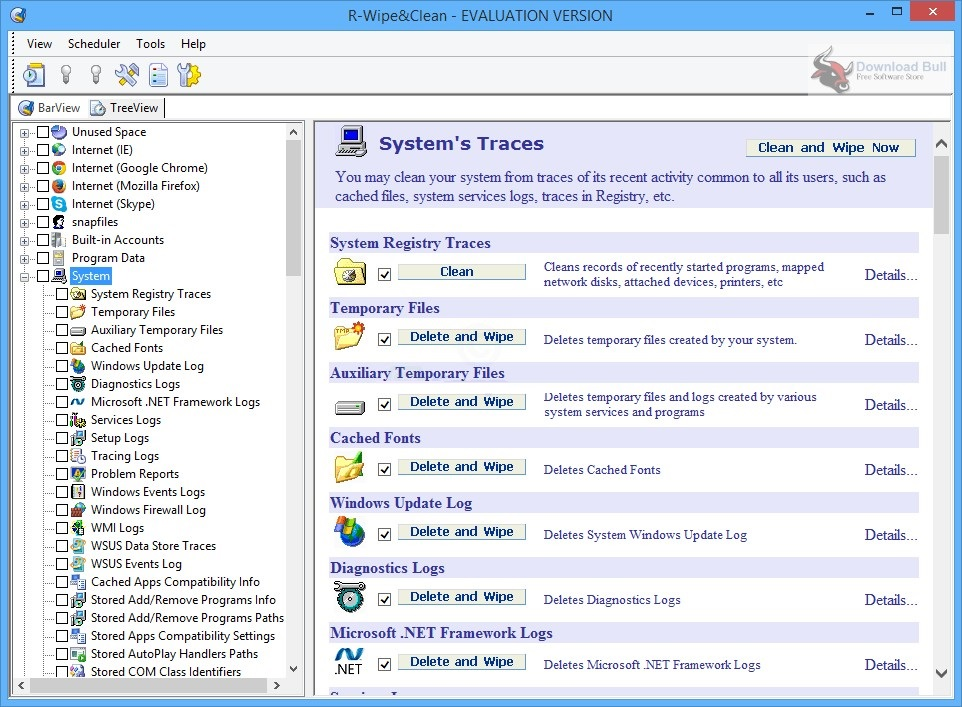 R-Wipe&Clean - EVALUATION VERSION
View Scheduler Tools Help
Download Bull
Free Software Store
BarView TreeView
Unused Space
Internet (IE)
Internet (Google Chrome)
Internet (Mozilla Firefox)
Internet (Skype)
snapfiles
Built-in Accounts
Program Data
System
System Registry Traces
Temporary Files
Auxiliary Temporary Files
Cached Fonts
Windows Update Log
Diagnostics Logs
Microsoft .NET Framework Logs
Services Logs
Setup Logs
Tracing Logs
Problem Reports
Windows Events Logs
Windows Firewall Log
WMI Logs
WSUS Data Store Traces
WSUS Events Log
Cached Apps Compatibility Info
Stored Add/Remove Programs Info
Stored Add/Remove Programs Paths
Stored Apps Compatibility Settings
Stored AutoPlay Handlers Paths
Stored COM Class Identifiers
System's Traces
Clean and Wipe Now
You may clean your system from traces of its recent activity common to all its users, such as
cached files, system services logs, traces in Registry, etc.
System Registry Traces
Clean
Cleans records of recently started programs, mapped
network disks, attached devices, printers, etc
Details...
Temporary Files
TMP
Delete and Wipe
Deletes temporary files created by your system.
Details...
Auxiliary Temporary Files
Delete and Wipe
Deletes temporary files and logs created by various
system services and programs
Details...
Cached Fonts
Delete and Wipe
Deletes Cached Fonts
Details...
Windows Update Log
Delete and Wipe
Deletes System Windows Update Log
Details...
Diagnostics Logs
Delete and Wipe
Deletes Diagnostics Logs
Details...
Microsoft .NET Framework Logs
.NET
Delete and Wipe
Deletes Microsoft .NET Framework Logs
Details...